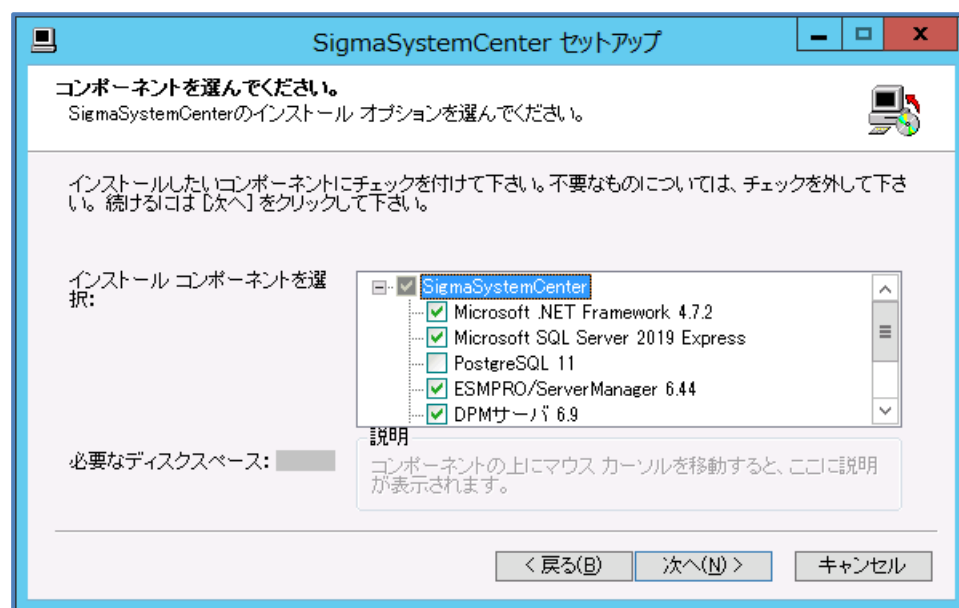 SigmaSystemCenter セットアップ
コンポーネントを選んでください。
SigmaSystemCenterのインストール オプションを選んでください。
インストールしたいコンポーネントにチェックを付けて下さい。不要なものについては、チェックを外して下さ
い。続けるには [次へ] をクリックして下さい。
インストール コンポーネントを選
択:
SigmaSystemCenter
Microsoft .NET Framework 4.7.2
Microsoft SQL Server 2019 Express
PostgreSQL 11
ESMPRO/ServerManager 6.44
DPMサーバ 6.9
必要なディスクスペース:
説明
コンポーネントの上にマウス カーソルを移動すると、ここに説明
が表示されます。
< 戻る(B)
次へ(N) >
キャンセル